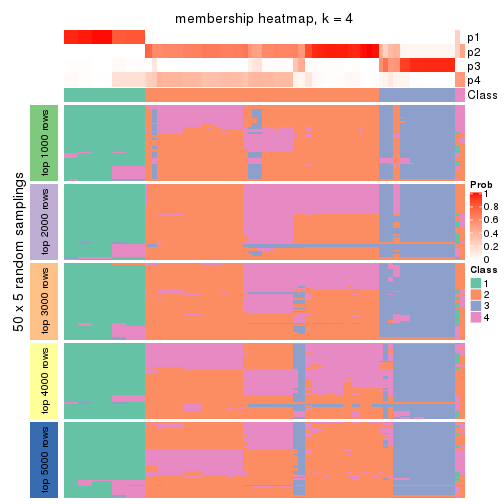 membership heatmap, k = 4
p1
p2
p3
p4
Class
50 x 5 random samplings
top 1000 rows
top 2000 rows
top 3000 rows
top 4000 rows
top 5000 rows
Prob
1
0.8
0.6
0.4
0.2
0
Class
1
2
3
4